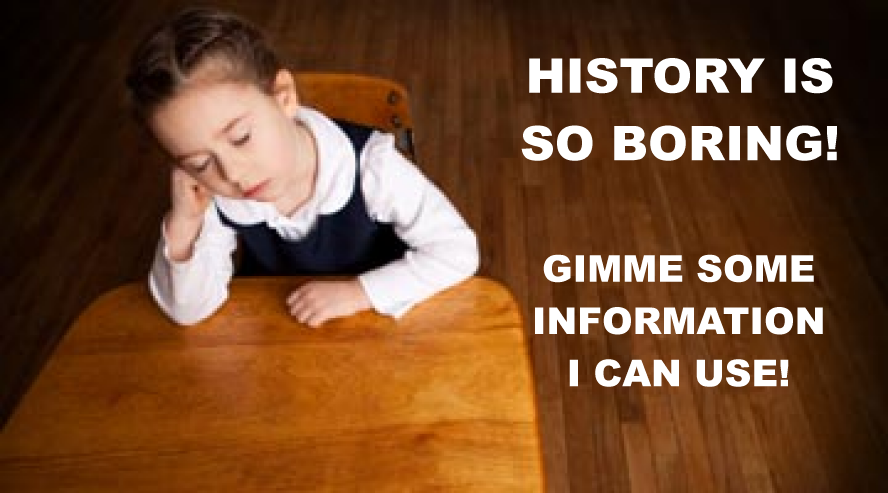 HISTORY IS
SO BORING!
GIMME SOME
INFORMATION
I CAN USE!